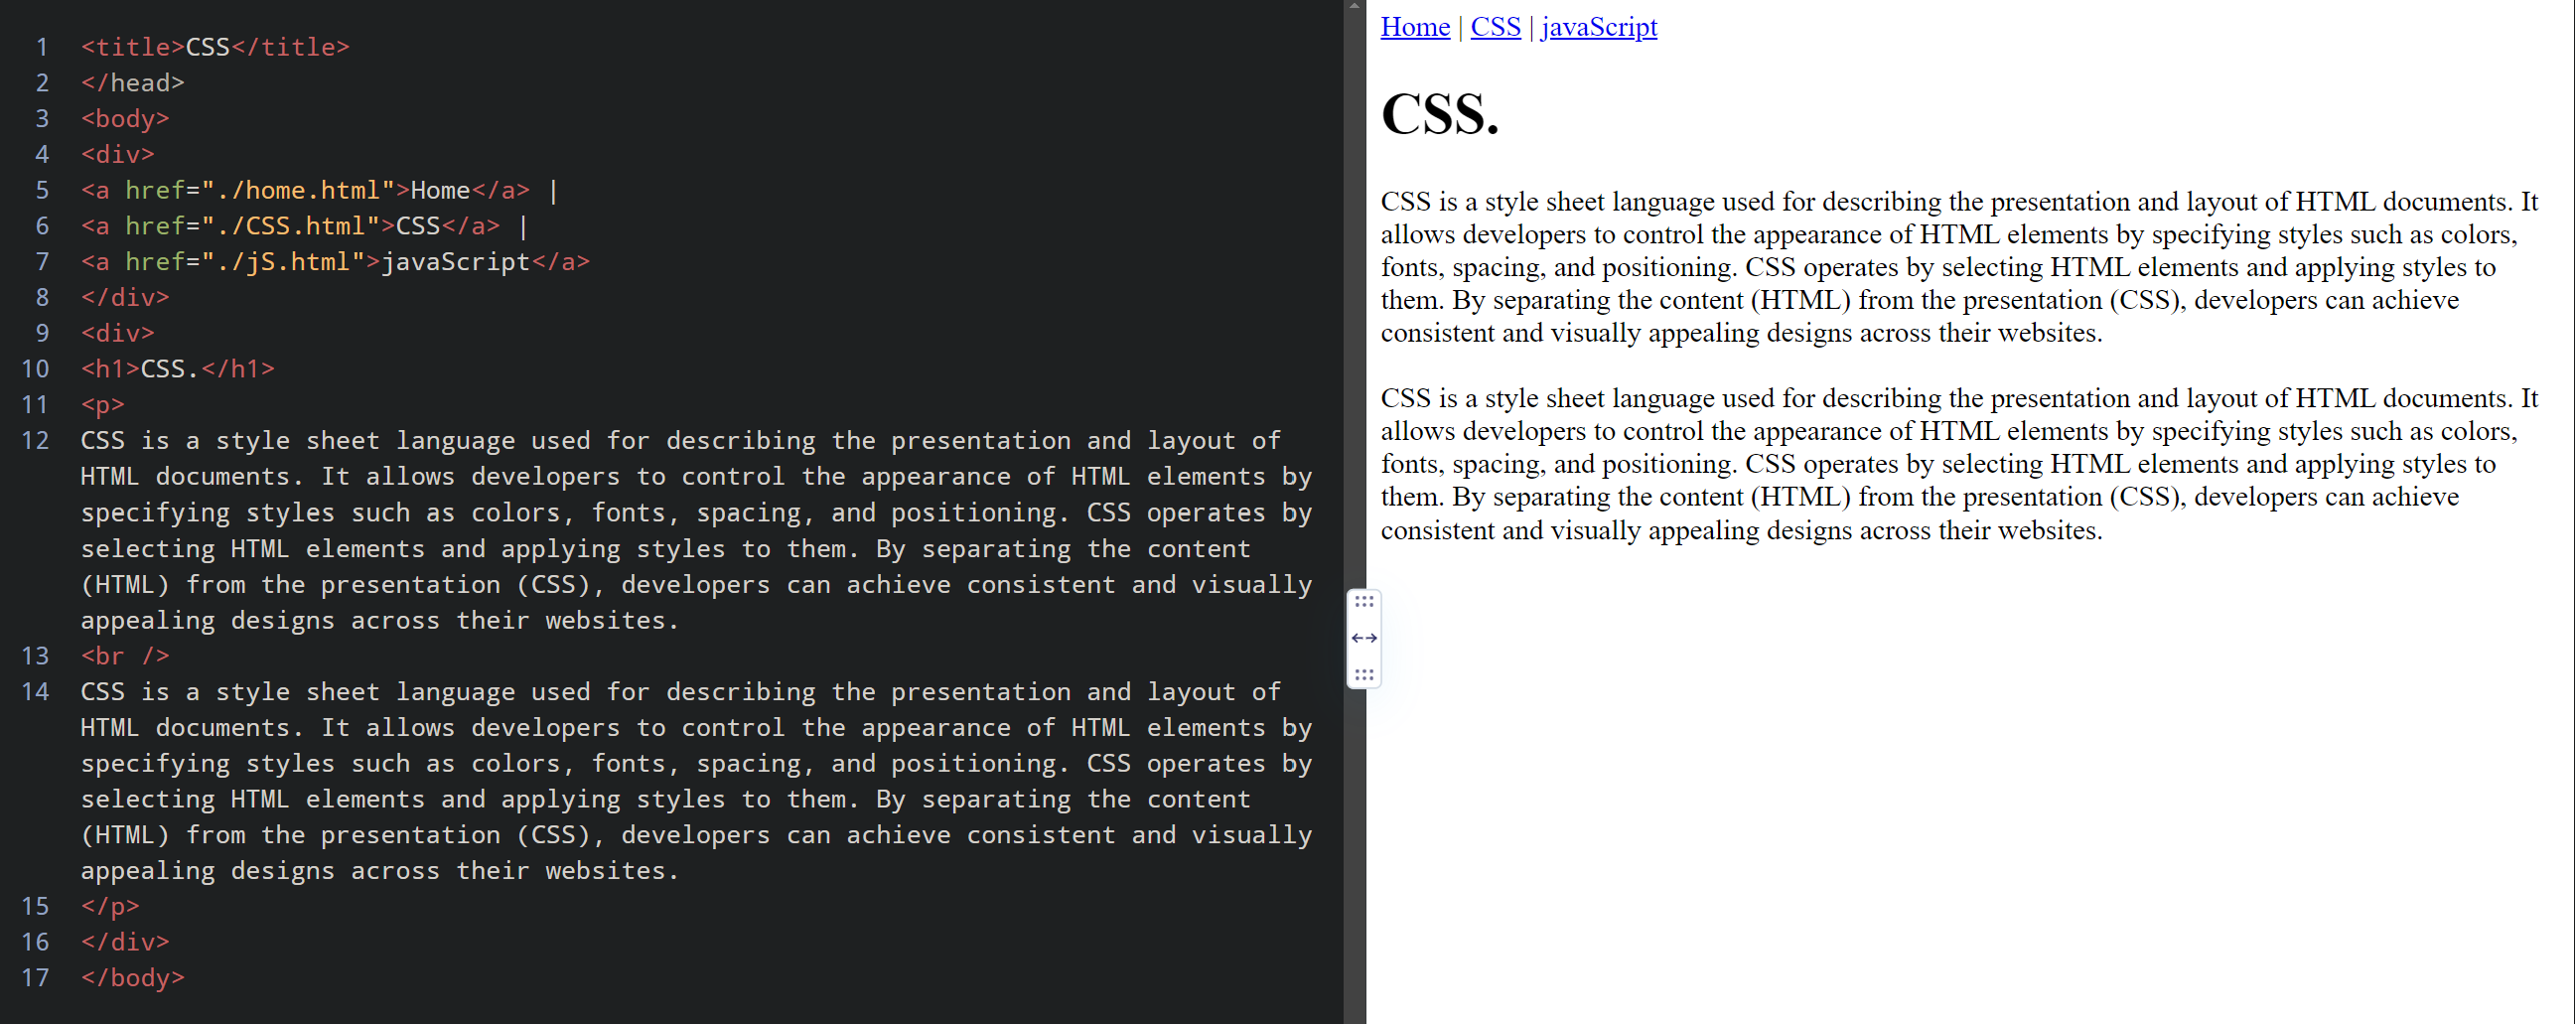 1 <title>CSS</title>
2 </head>
3 <body>
4 <div>
5 <a href="./home.html">Home</a> |
6 <a href="./CSS.html">CSS</a> |
7 <a href="./jS.html">javaScript</a>
8 </div>
9 <div>
10 <h1>CSS.</h1>
11 <p>
12 CSS is a style sheet language used for describing the presentation and layout of
HTML documents. It allows developers to control the appearance of HTML elements by
specifying styles such as colors, fonts, spacing, and positioning. CSS operates by
selecting HTML elements and applying styles to them. By separating the content
(HTML) from the presentation (CSS), developers can achieve consistent and visually
appealing designs across their websites.
13 <br />
14 CSS is a style sheet language used for describing the presentation and layout of
HTML documents. It allows developers to control the appearance of HTML elements by
specifying styles such as colors, fonts, spacing, and positioning. CSS operates by
selecting HTML elements and applying styles to them. By separating the content
(HTML) from the presentation (CSS), developers can achieve consistent and visually
appealing designs across their websites.
15 </p>
16 </div>
17 </body>
Home | CSS | javaScript
CSS.
CSS is a style sheet language used for describing the presentation and layout of HTML documents. It
allows developers to control the appearance of HTML elements by specifying styles such as colors,
fonts, spacing, and positioning. CSS operates by selecting HTML elements and applying styles to
them. By separating the content (HTML) from the presentation (CSS), developers can achieve
consistent and visually appealing designs across their websites.
CSS is a style sheet language used for describing the presentation and layout of HTML documents. It
allows developers to control the appearance of HTML elements by specifying styles such as colors,
fonts, spacing, and positioning. CSS operates by selecting HTML elements and applying styles to
them. By separating the content (HTML) from the presentation (CSS), developers can achieve
consistent and visually appealing designs across their websites.